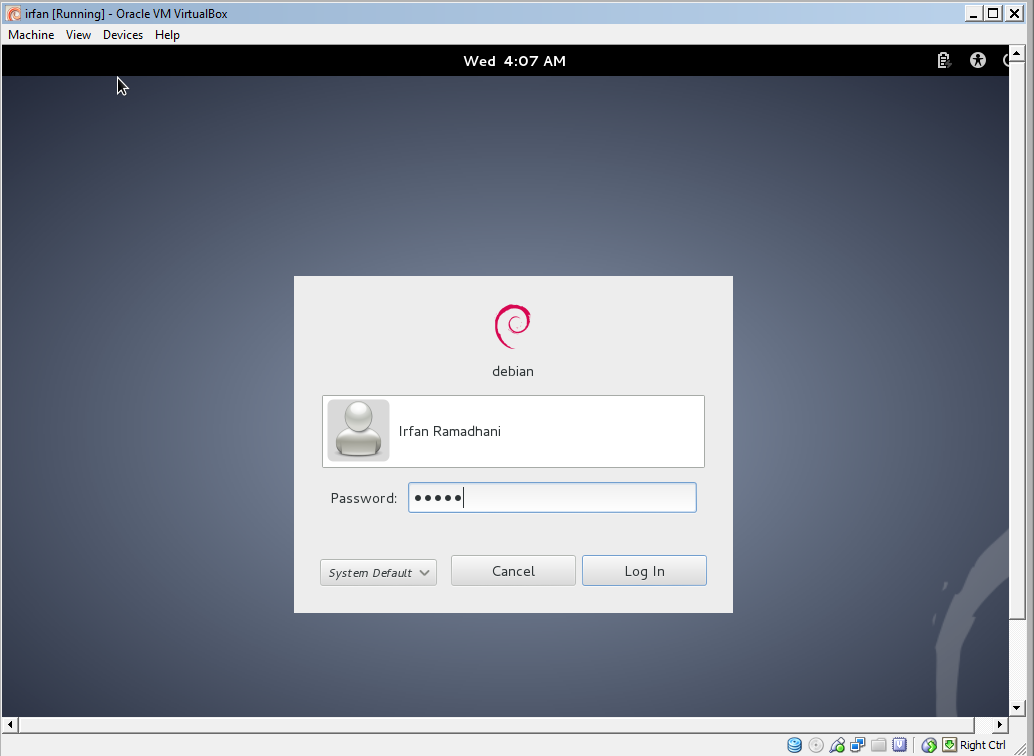 irfan [Running] - Oracle VM VirtualBox
Machine View Devices Help
Wed 4:07 AM
debian
Irfan Ramadhani
Password: •••••
System Default Cancel Log In
Right Ctrl